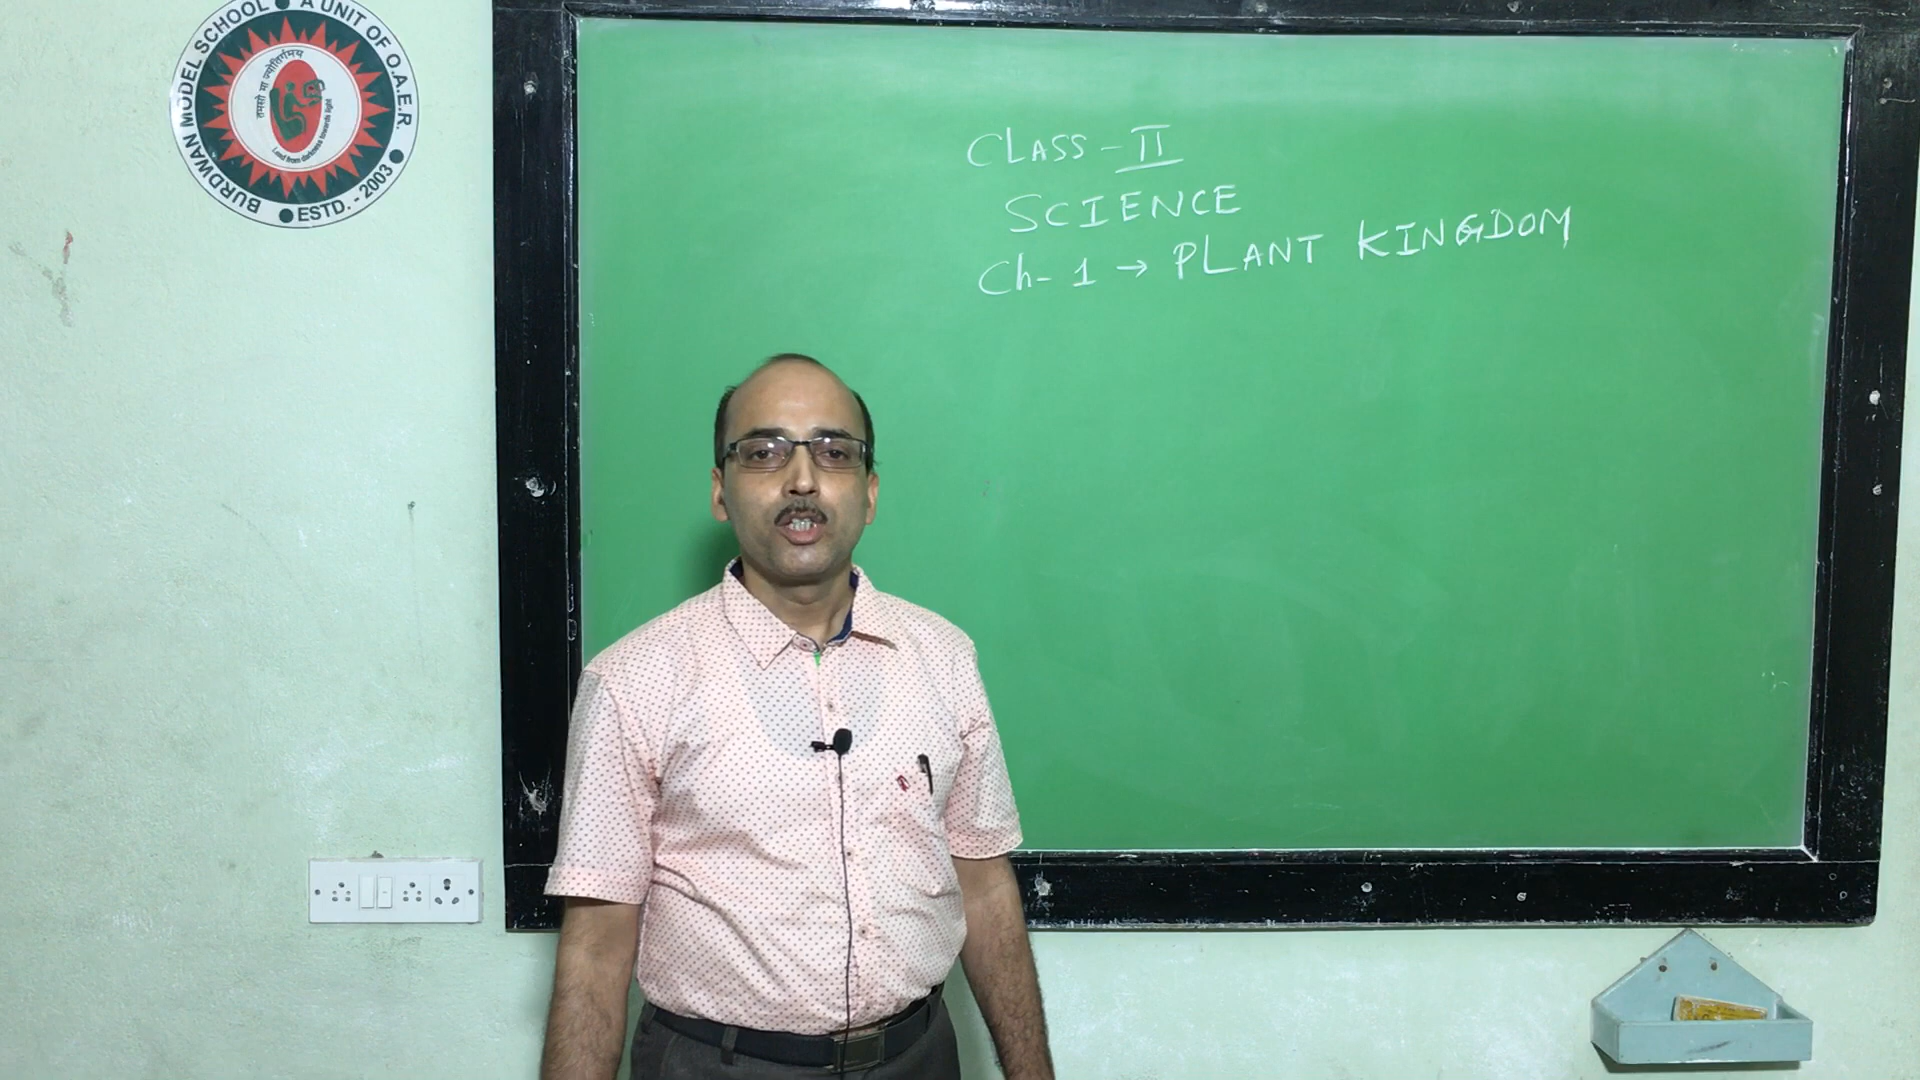 BURDWAN MODEL SCHOOL ● A UNIT OF O.A.E.R. ●
● ESTD. - 2003
तमसो मा ज्योतिर्गमय
Lead from darkness towards light
CLASS - II
SCIENCE
Ch- 1 → PLANT KINGDOM